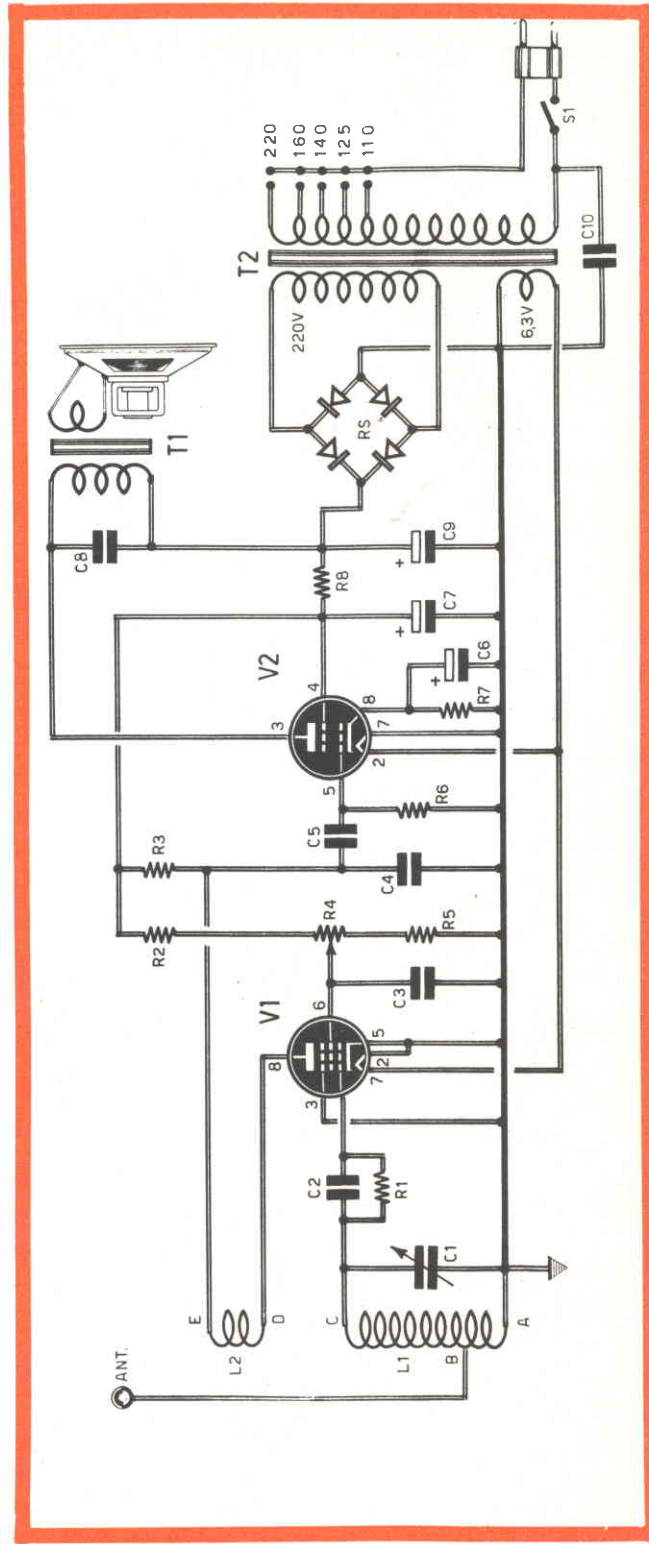 ANT.
L2
E
D
L1
C
B
A
C1
C2
R1
V1
8
3
6
5
2
7
C3
R2
R4
R5
R3
C4
C5
R6
V2
3
4
5
8
7
2
R7
C6
+
C7
+
R8
C9
+
C8
T1
RS
T2
220V
6,3V
220
160
140
125
110
C10
S1